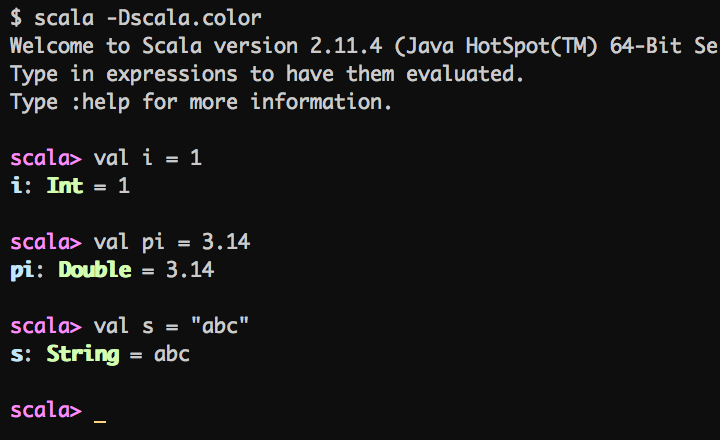 $ scala -Dscala.color
Welcome to Scala version 2.11.4 (Java HotSpot(TM) 64-Bit Se
Type in expressions to have them evaluated.
Type :help for more information.
scala> val i = 1
i: Int = 1
scala> val pi = 3.14
pi: Double = 3.14
scala> val s = "abc"
s: String = abc
scala> _